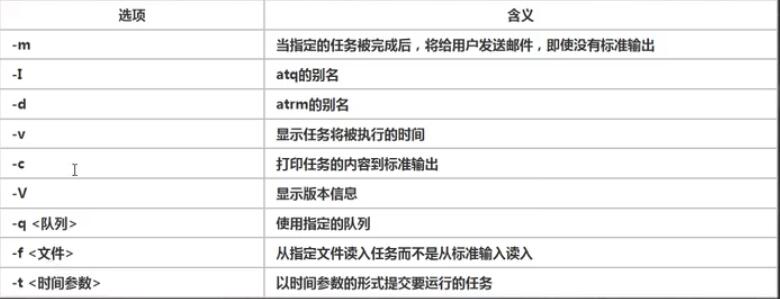 选项 含义
-m 当指定的任务被完成后，将给用户发送邮件，即使没有标准输出
-I atq的别名
-d atrm的别名
-v 显示任务将被执行的时间
-c 打印任务的内容到标准输出
-V 显示版本信息
-q <队列> 使用指定的队列
-f <文件> 从指定文件读入任务而不是从标准输入读入
-t <时间参数> 以时间参数的形式提交要运行的任务